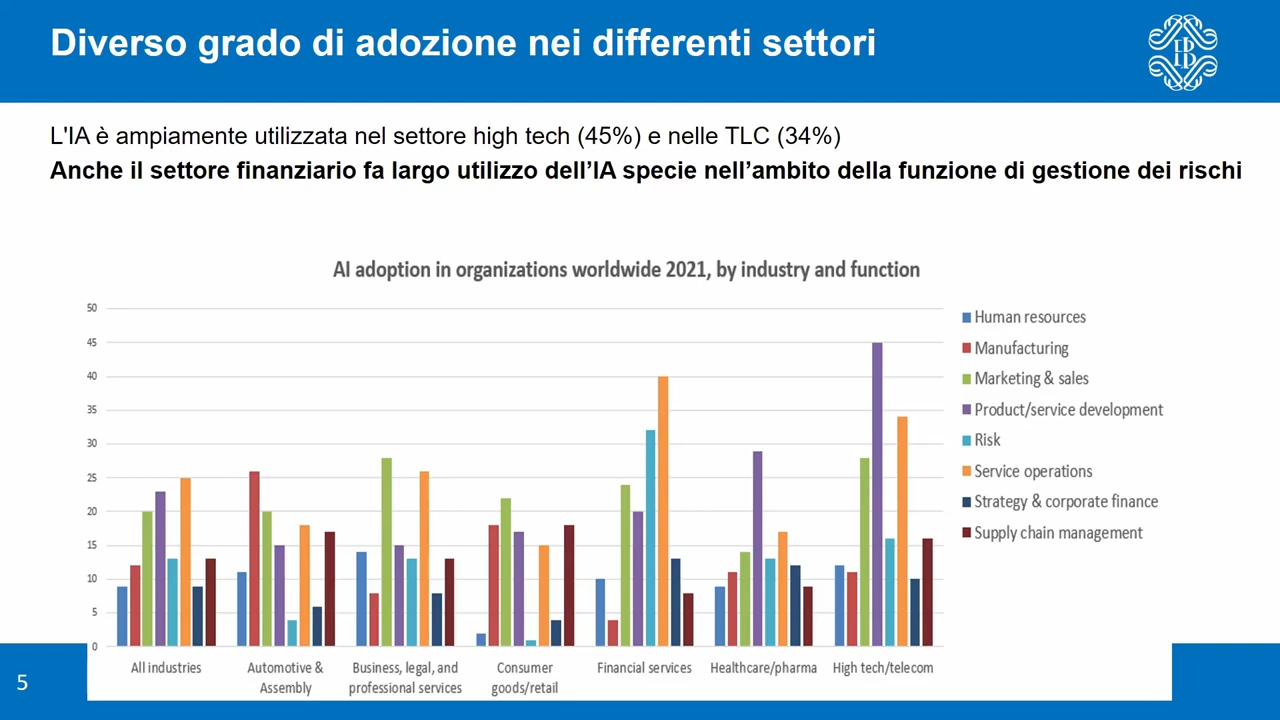 Diverso grado di adozione nei differenti settori
L'IA è ampiamente utilizzata nel settore high tech (45%) e nelle TLC (34%)
Anche il settore finanziario fa largo utilizzo dell’IA specie nell’ambito della funzione di gestione dei rischi
AI adoption in organizations worldwide 2021, by industry and function
50
45
40
35
30
25
20
15
10
5
0
All industries
Automotive &
Assembly
Business, legal, and
professional services
Consumer
goods/retail
Financial services
Healthcare/pharma
High tech/telecom
Human resources
Manufacturing
Marketing & sales
Product/service development
Risk
Service operations
Strategy & corporate finance
Supply chain management
5